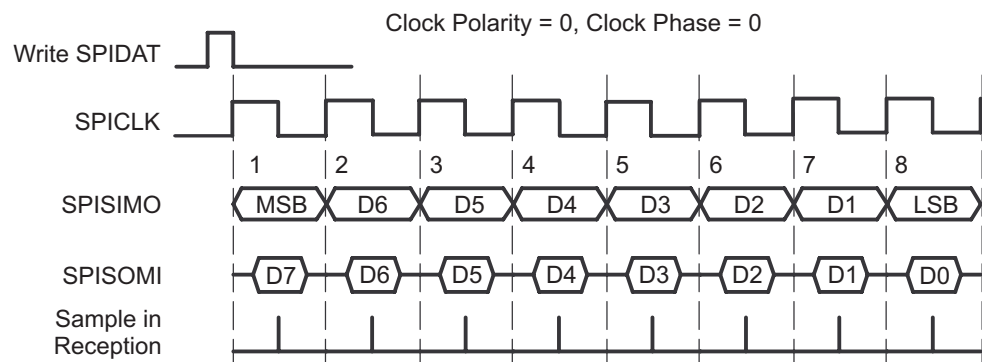 Clock Polarity = 0, Clock Phase = 0
Write SPIDAT
SPICLK
1 2 3 4 5 6 7 8
SPISIMO MSB D6 D5 D4 D3 D2 D1 LSB
SPISOMI D7 D6 D5 D4 D3 D2 D1 D0
Sample in
Reception